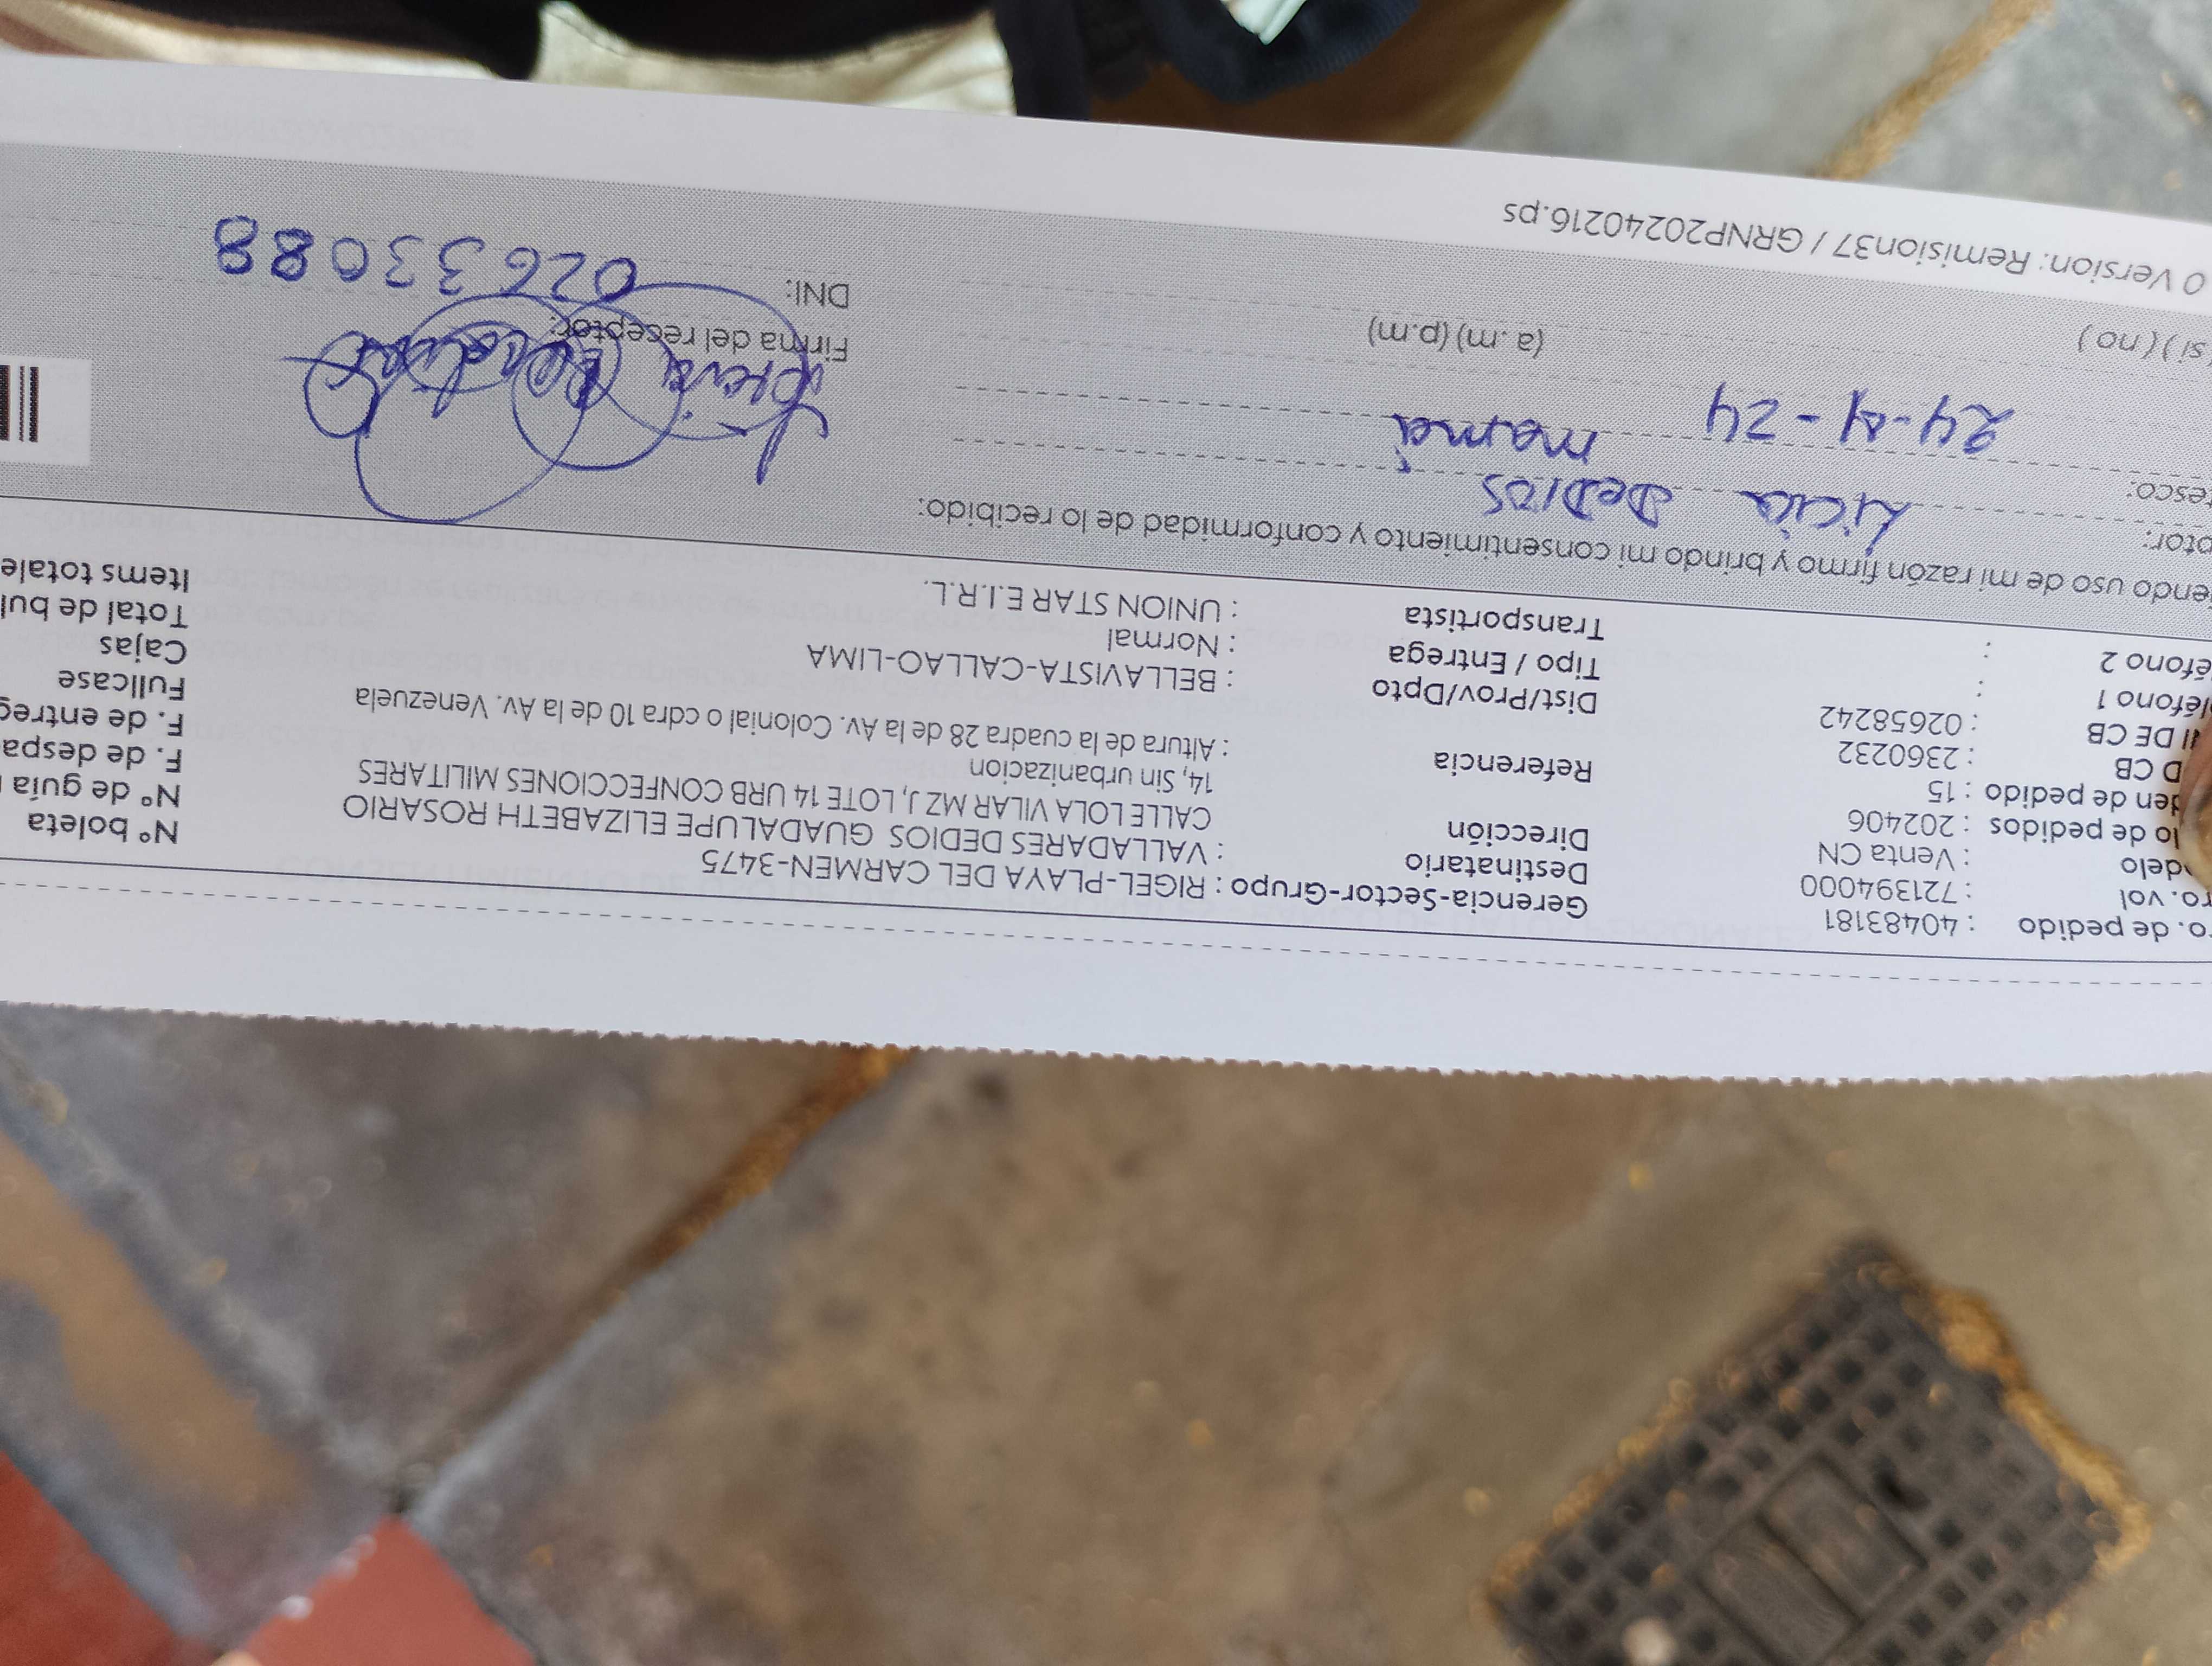 o. de pedido : 40483181
ro. vol : 721394000
delo : Venta CN
lo de pedidos : 202406
den de pedido : 15
D CB : 2360232
I DE CB : 02658242
léfono 1 :
éfono 2 :
Gerencia-Sector-Grupo : RIGEL-PLAYA DEL CARMEN-3475
Destinatario : VALLADARES DEDIOS GUADALUPE ELIZABETH ROSARIO
Dirección CALLE LOLA VILAR MZ J, LOTE 14 URB CONFECCIONES MILITARES
14, Sin urbanizacion
Referencia : Altura de la cuadra 28 de la Av. Colonial o cdra 10 de la Av. Venezuela
Dist/Prov/Dpto : BELLAVISTA-CALLAO-LIMA
Tipo / Entrega : Normal
Transportista : UNION STAR E.I.R.L.
N° boleta
N° de guía
F. de despa
F. de entreg
Fullcase
Cajas
Total de bul
Items totale
endo uso de mi razón firmo y brindo mi consentimiento y conformidad de lo recibido:
ptor: Licia DeDIOS
tesco: mamá
24-4-24
(a.m) (p.m)
si ) ( no )
Firma del receptor:
DNI: 02633088
0 Version: Remision37 / GRNP20240216.ps